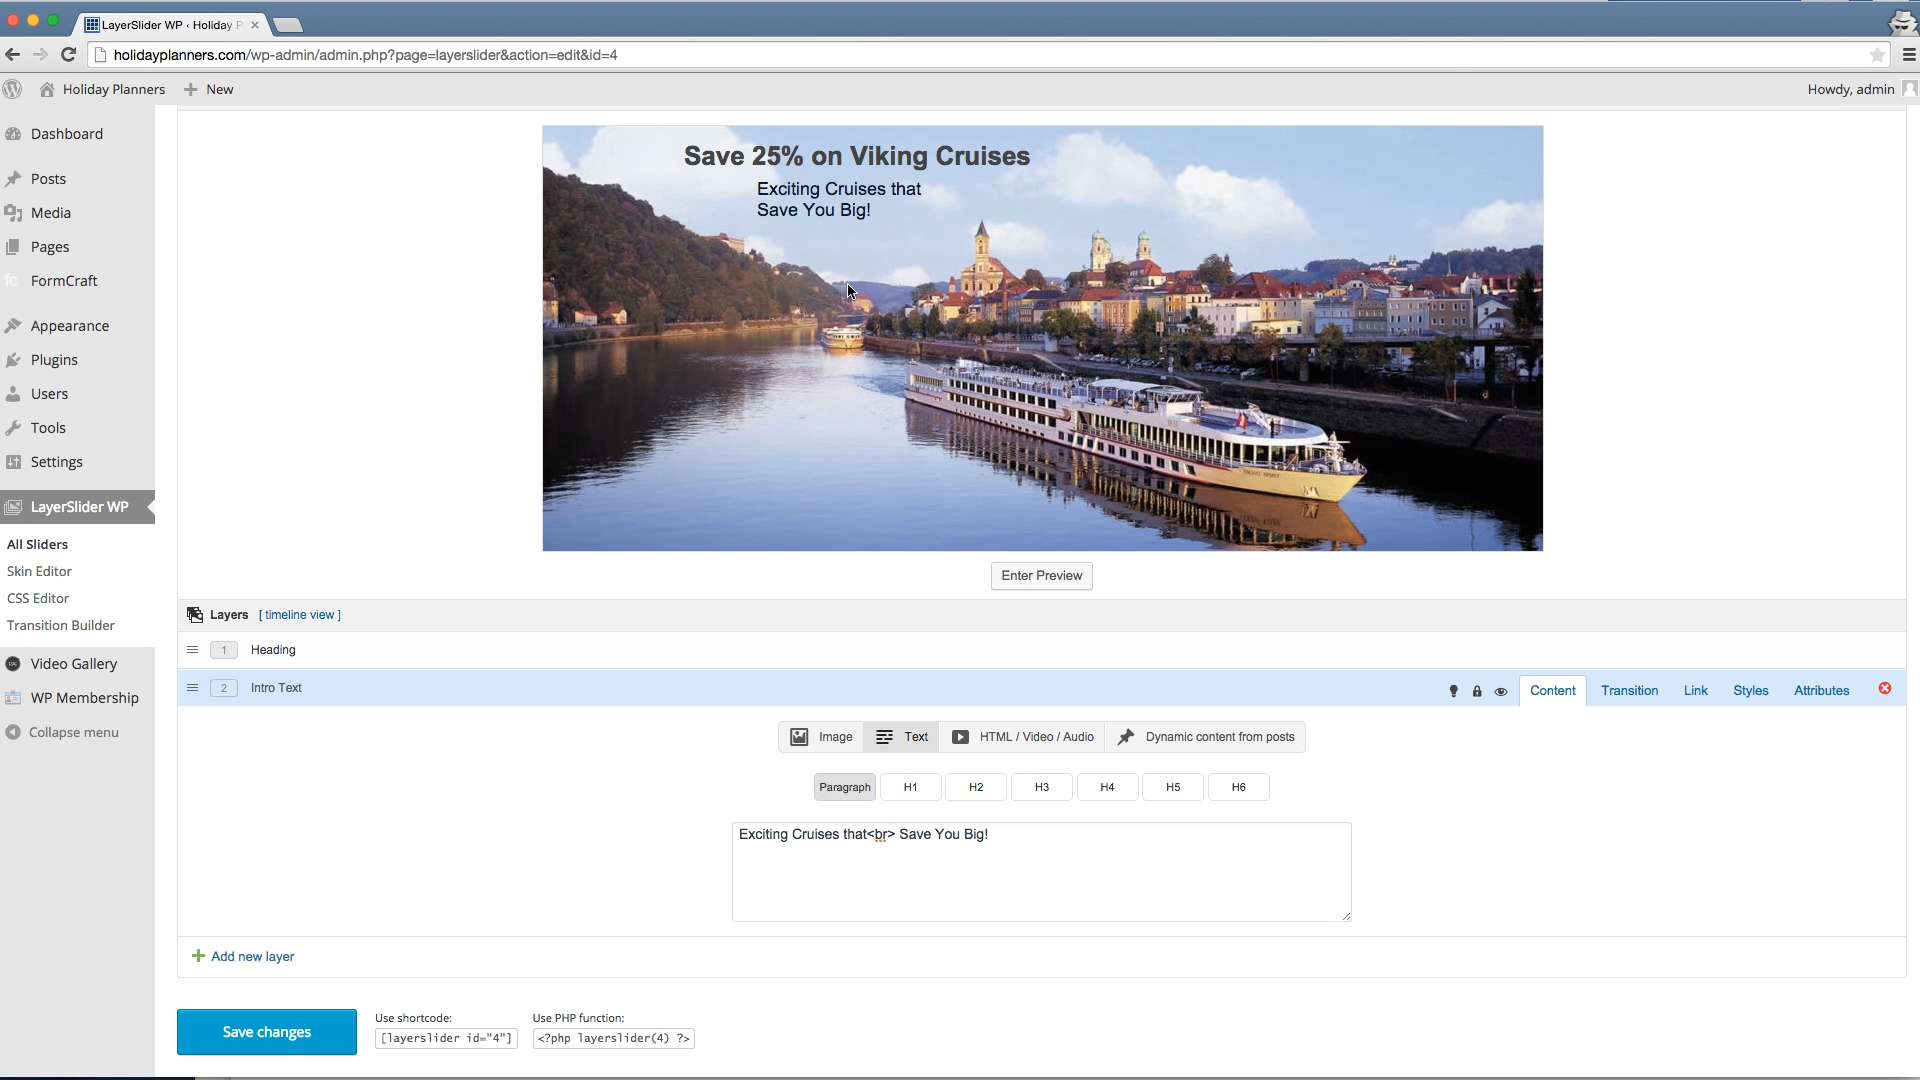 LayerSlider WP ‹ Holiday P
holidayplanners.com/wp-admin/admin.php?page=layerslider&action=edit&id=4
Holiday Planners
New
Howdy, admin
Dashboard
Posts
Media
Pages
FormCraft
Appearance
Plugins
Users
Tools
Settings
LayerSlider WP
All Sliders
Skin Editor
CSS Editor
Transition Builder
Video Gallery
WP Membership
Collapse menu
Save 25% on Viking Cruises
Exciting Cruises that
Save You Big!
Enter Preview
Layers [ timeline view ]
1 Heading
2 Intro Text
Content Transition Link Styles Attributes
Image Text HTML / Video / Audio Dynamic content from posts
Paragraph H1 H2 H3 H4 H5 H6
Exciting Cruises that<br> Save You Big!
Add new layer
Save changes
Use shortcode:
[layerslider id="4"]
Use PHP function:
<?php layerslider(4) ?>